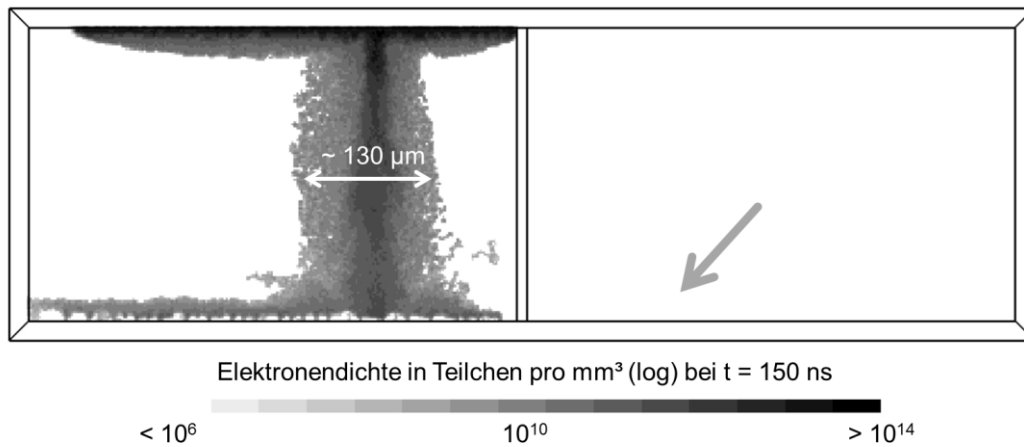 ~ 130 µm
Elektronendichte in Teilchen pro mm³ (log) bei t = 150 ns
< 10⁶ 10¹⁰ > 10¹⁴